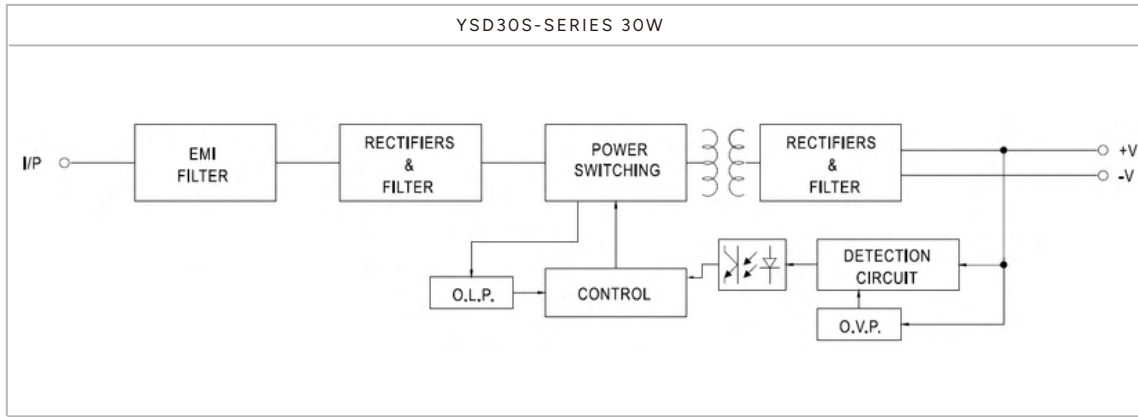 YSD30S-SERIES 30W
I/P
EMI
FILTER
RECTIFIERS
&
FILTER
POWER
SWITCHING
RECTIFIERS
&
FILTER
+V
-V
O.L.P.
CONTROL
DETECTION
CIRCUIT
O.V.P.